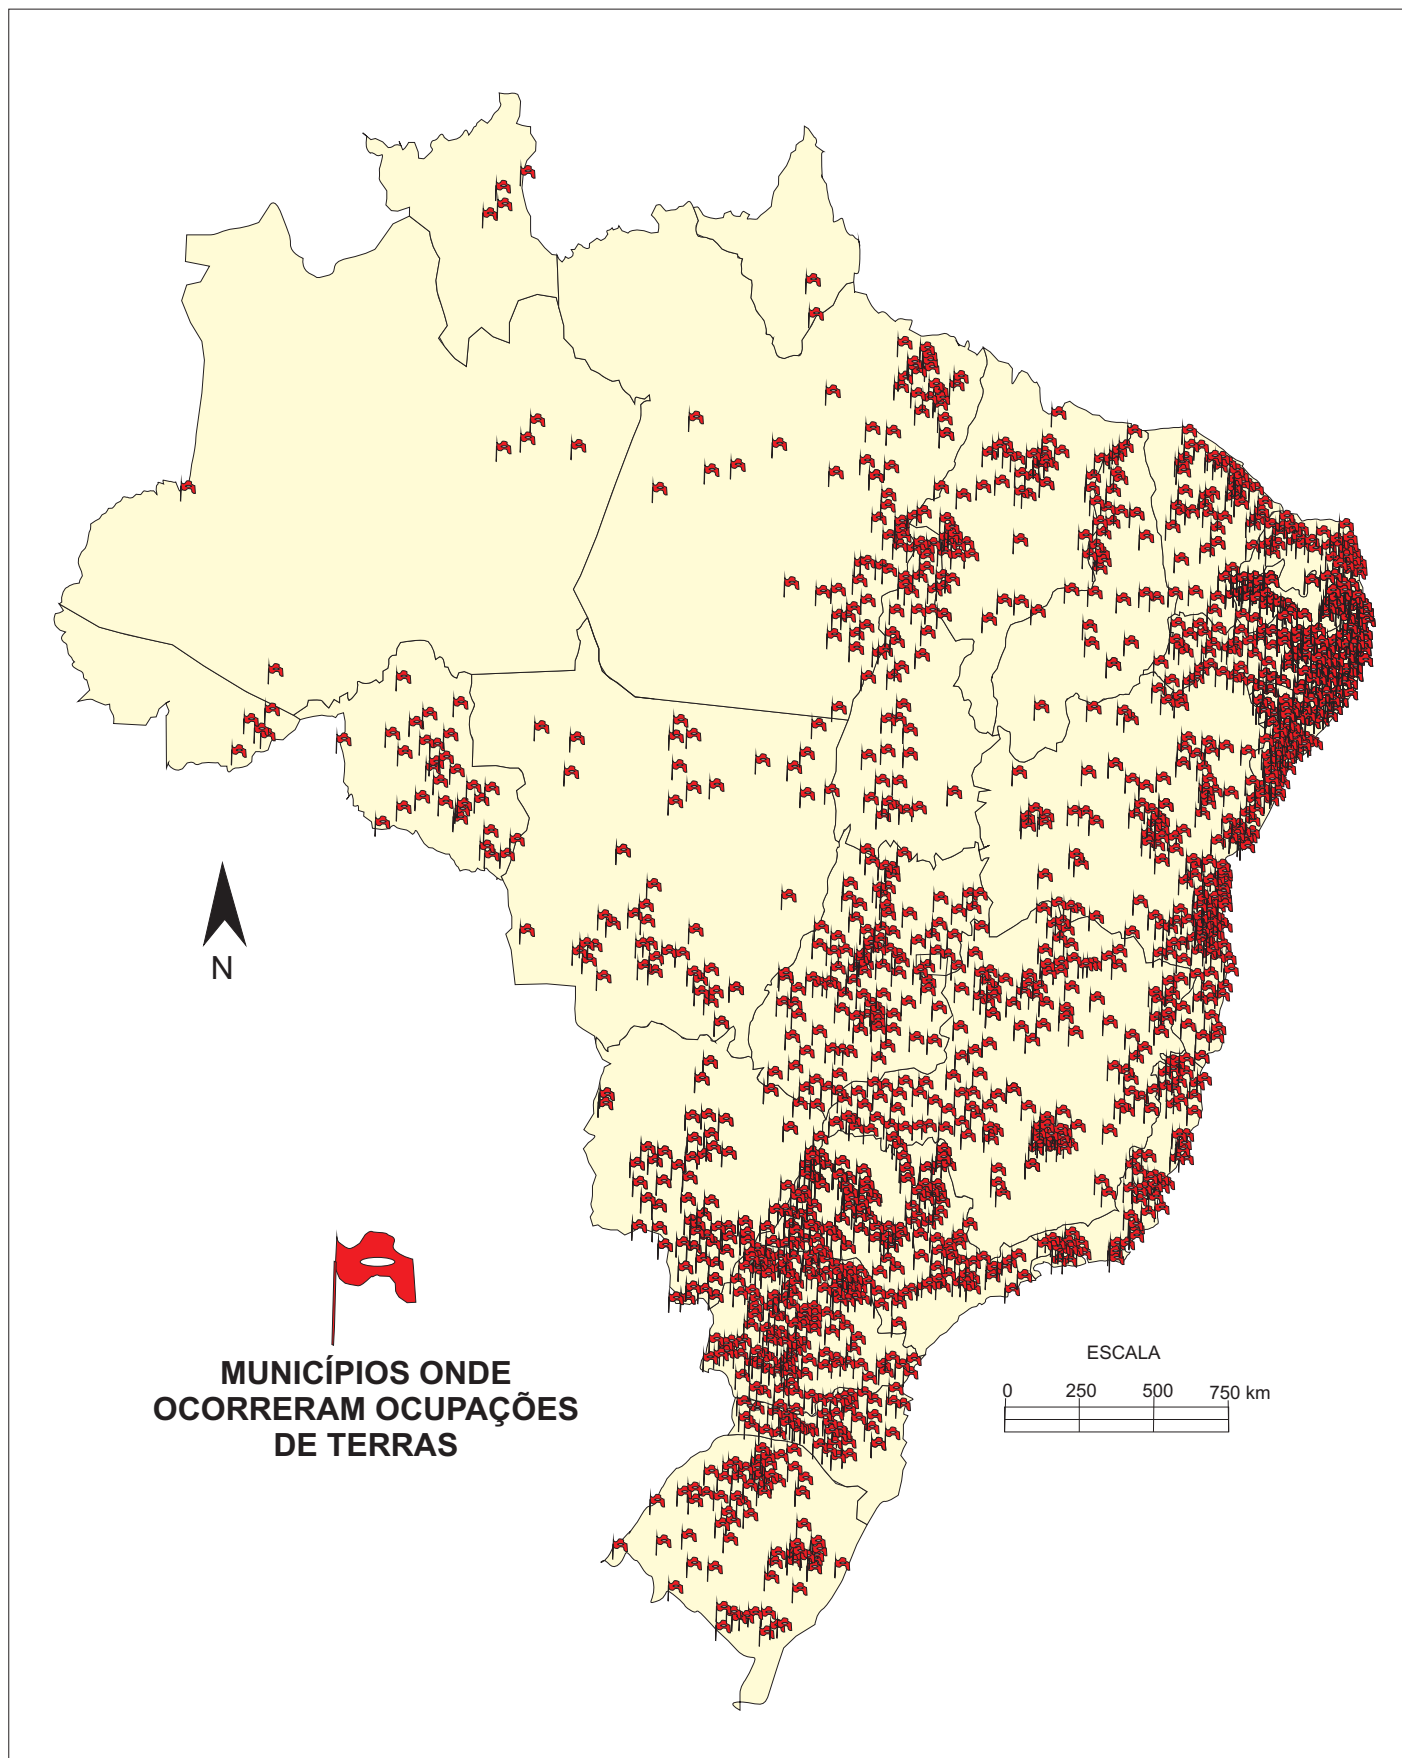 N
MUNICÍPIOS ONDE
OCORRERAM OCUPAÇÕES
DE TERRAS
ESCALA
0 250 500 750 km